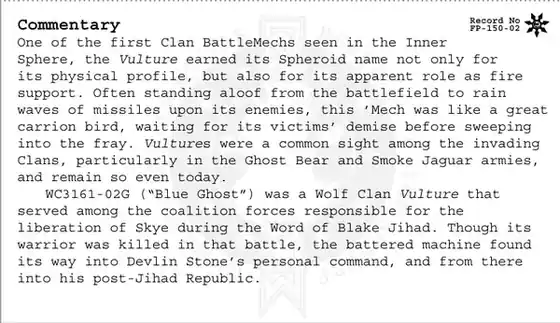 Commentary
Record No
FP-150-02
One of the first Clan BattleMechs seen in the Inner
Sphere, the Vulture earned its Spheroid name not only for
its physical profile, but also for its apparent role as fire
support. Often standing aloof from the battlefield to rain
waves of missiles upon its enemies, this ’Mech was like a great
carrion bird, waiting for its victims’ demise before sweeping
into the fray. Vultures were a common sight among the invading
Clans, particularly in the Ghost Bear and Smoke Jaguar armies,
and remain so even today.
WC3161-02G (“Blue Ghost”) was a Wolf Clan Vulture that
served among the coalition forces responsible for the
liberation of Skye during the Word of Blake Jihad. Though its
warrior was killed in that battle, the battered machine found
its way into Devlin Stone’s personal command, and from there
into his post-Jihad Republic.